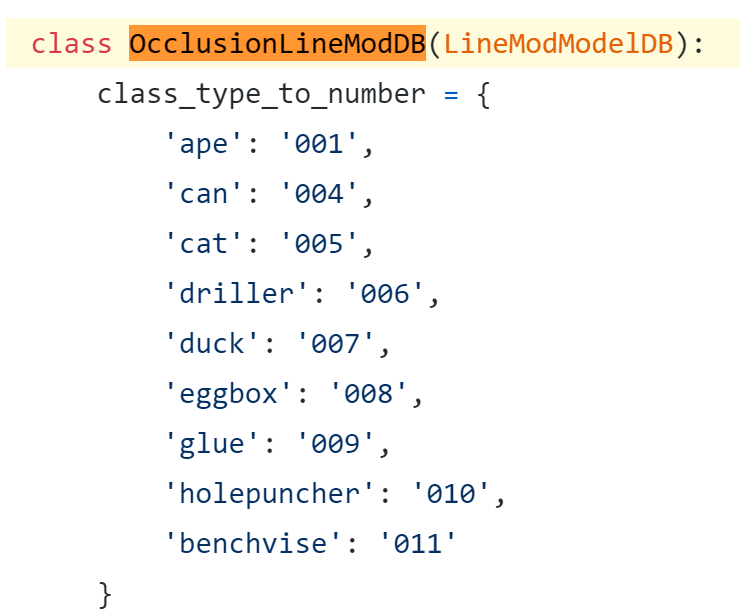 class OcclusionLineModDB(LineModModelDB):
    class_type_to_number = {
        'ape': '001',
        'can': '004',
        'cat': '005',
        'driller': '006',
        'duck': '007',
        'eggbox': '008',
        'glue': '009',
        'holepuncher': '010',
        'benchvise': '011'
    }